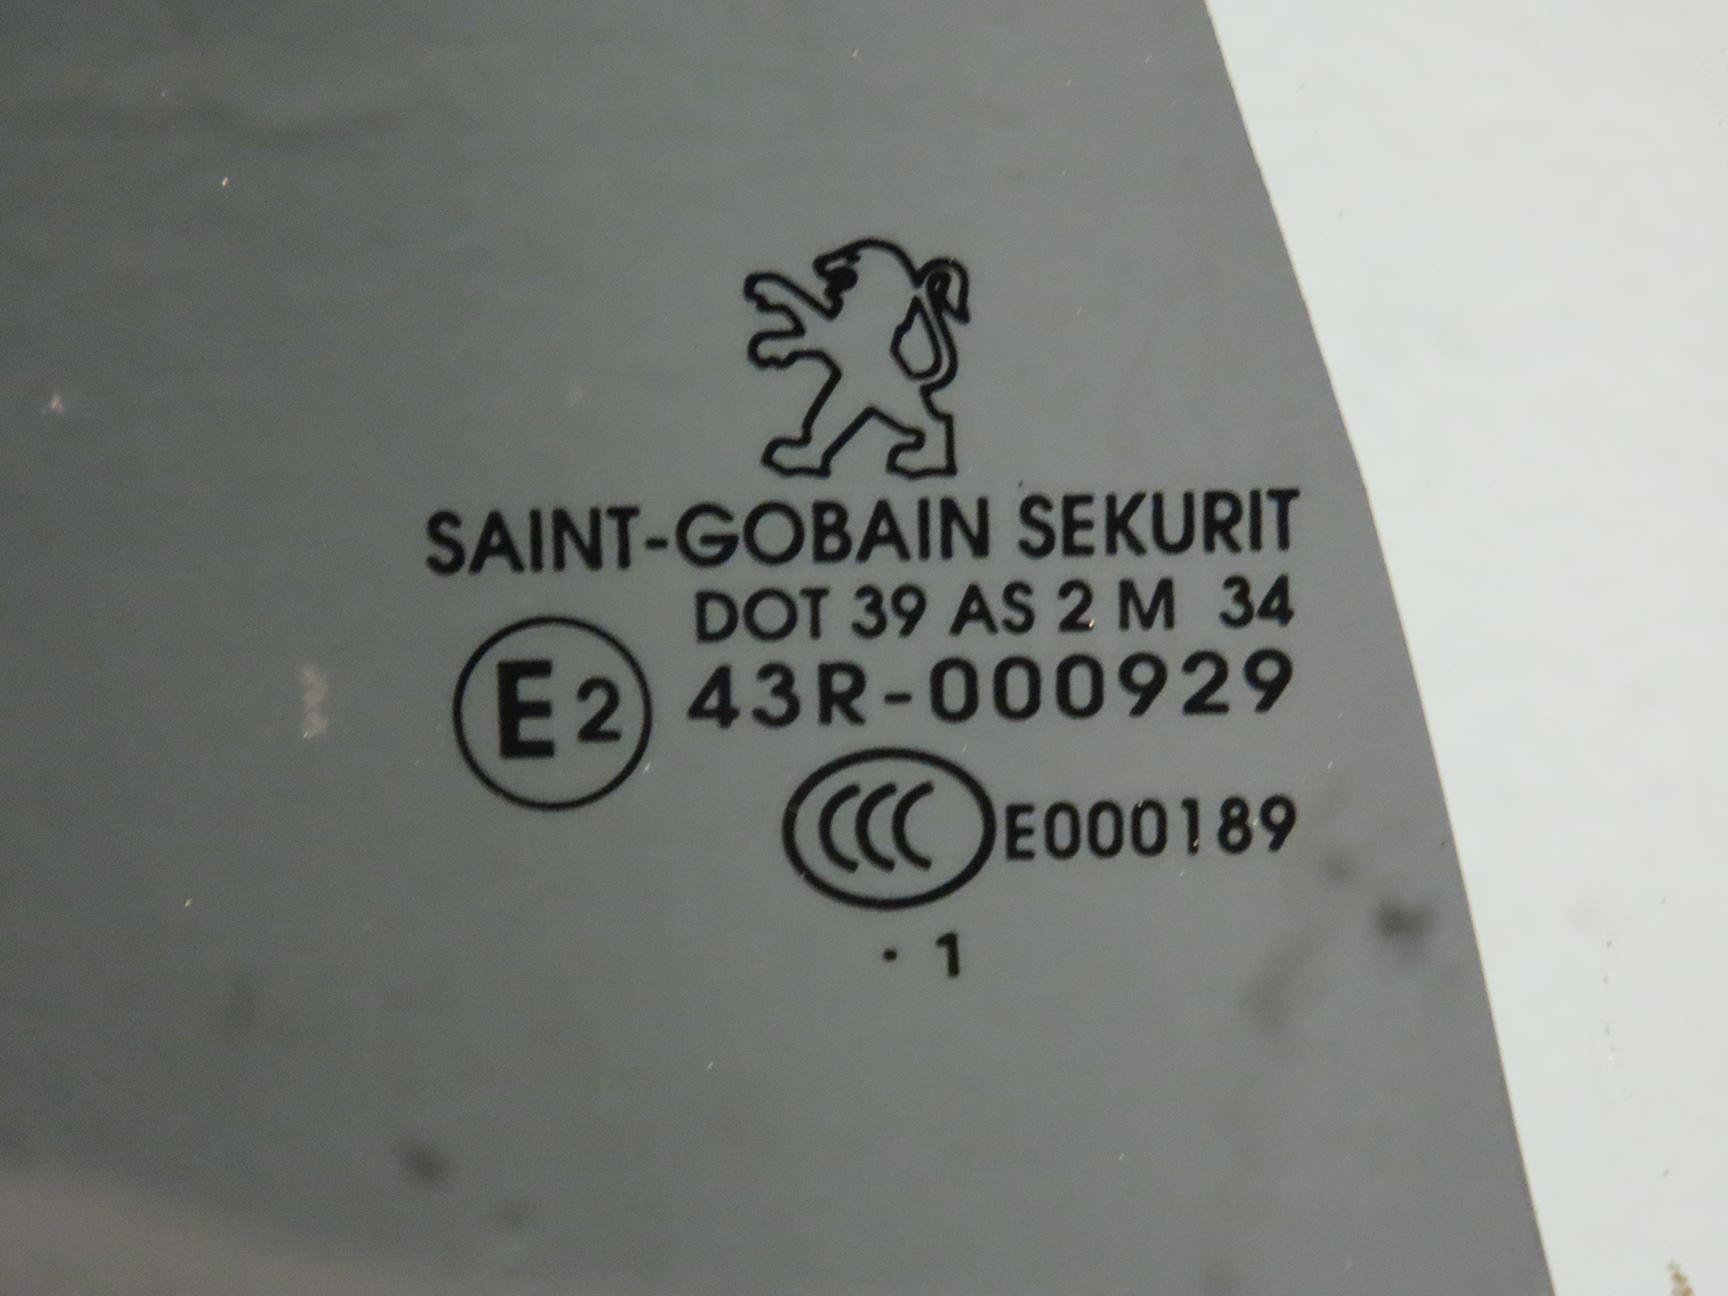 SAINT-GOBAIN SEKURIT
DOT 39 AS 2 M 34
E2 43R-000929
CCC E000189
· 1